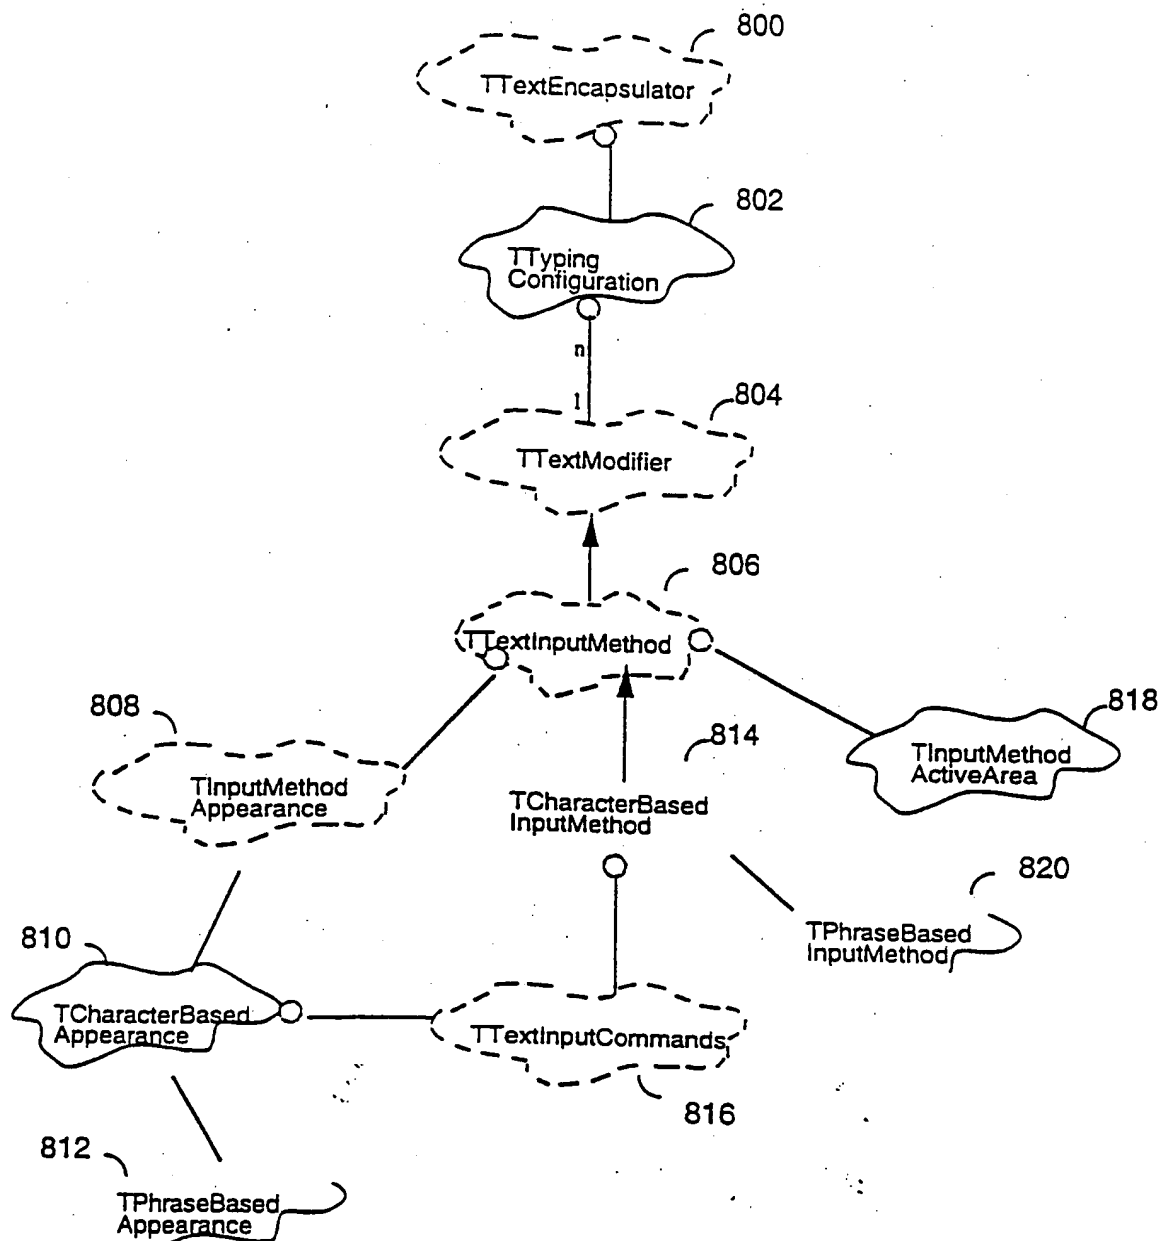 800
TTextEncapsulator
802
TTyping
Configuration
n
1
804
TTextModifier
806
TTextInputMethod
808
TInputMethod
Appearance
814
TCharacterBased
InputMethod
818
TInputMethod
ActiveArea
820
TPhraseBased
InputMethod
810
TCharacterBased
Appearance
TTextInputCommands
816
812
TPhraseBased
Appearance